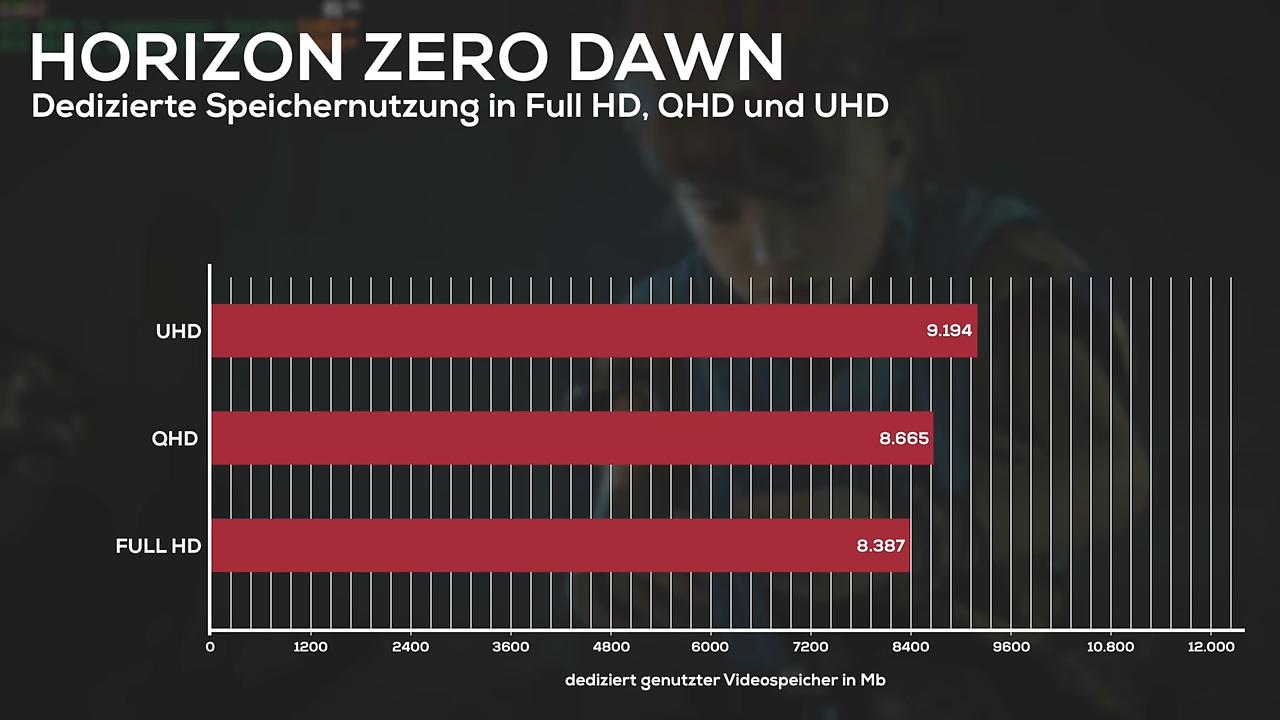 HORIZON ZERO DAWN
Dedizierte Speichernutzung in Full HD, QHD und UHD
UHD 9.194
QHD 8.665
FULL HD 8.387
0 1200 2400 3600 4800 6000 7200 8400 9600 10.800 12.000
dediziert genutzter Videospeicher in Mb